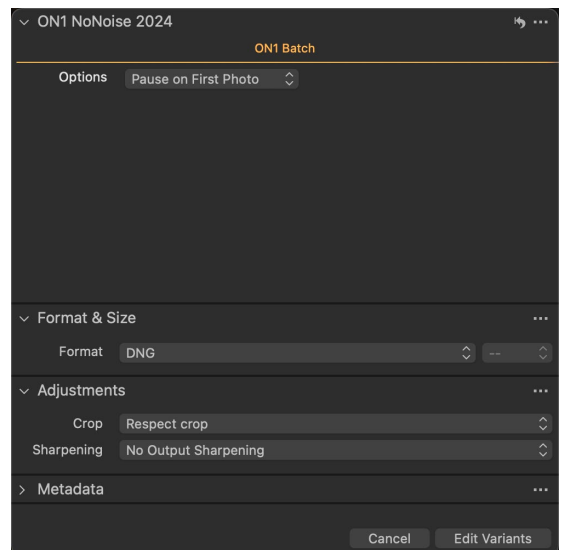 ON1 NoNoise 2024
ON1 Batch
Options Pause on First Photo
Format & Size
Format DNG --
Adjustments
Crop Respect crop
Sharpening No Output Sharpening
Metadata
Cancel Edit Variants